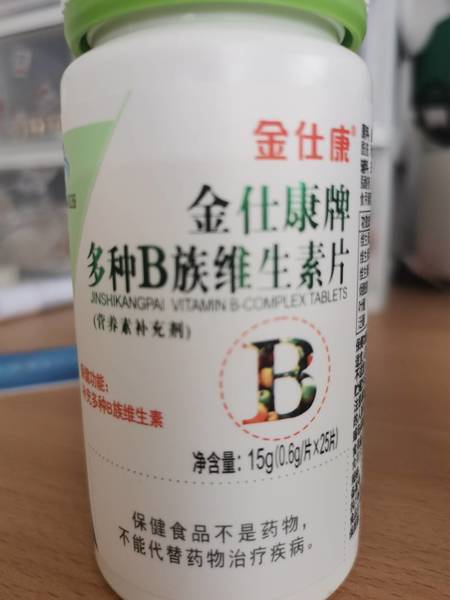 金仕康®
金仕康牌
多种B族维生素片
JINSHIKANGPAI VITAMIN B-COMPLEX TABLETS
(营养素补充剂)
B
保健功能:
补充多种B族维生素
净含量: 15g(0.6g/片×25片)
保健食品不是药物,
不能代替药物治疗疾病。